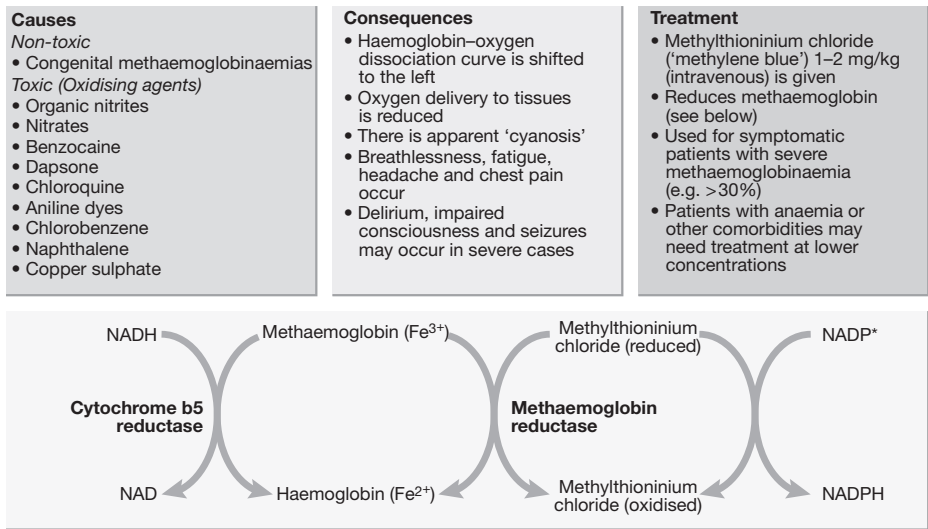 Causes
Non-toxic
• Congenital methaemoglobinaemias
Toxic (Oxidising agents)
• Organic nitrites
• Nitrates
• Benzocaine
• Dapsone
• Chloroquine
• Aniline dyes
• Chlorobenzene
• Naphthalene
• Copper sulphate
Consequences
• Haemoglobin–oxygen
dissociation curve is shifted
to the left
• Oxygen delivery to tissues
is reduced
• There is apparent ‘cyanosis’
• Breathlessness, fatigue,
headache and chest pain
occur
• Delirium, impaired
consciousness and seizures
may occur in severe cases
Treatment
• Methylthioninium chloride
(‘methylene blue’) 1–2 mg/kg
(intravenous) is given
• Reduces methaemoglobin
(see below)
• Used for symptomatic
patients with severe
methaemoglobinaemia
(e.g. >30%)
• Patients with anaemia or
other comorbidities may
need treatment at lower
concentrations
NADH
Methaemoglobin (Fe³⁺)
Methylthioninium
chloride (reduced)
NADP*
Cytochrome b5
reductase
Methaemoglobin
reductase
NAD
Haemoglobin (Fe²⁺)
Methylthioninium
chloride (oxidised)
NADPH